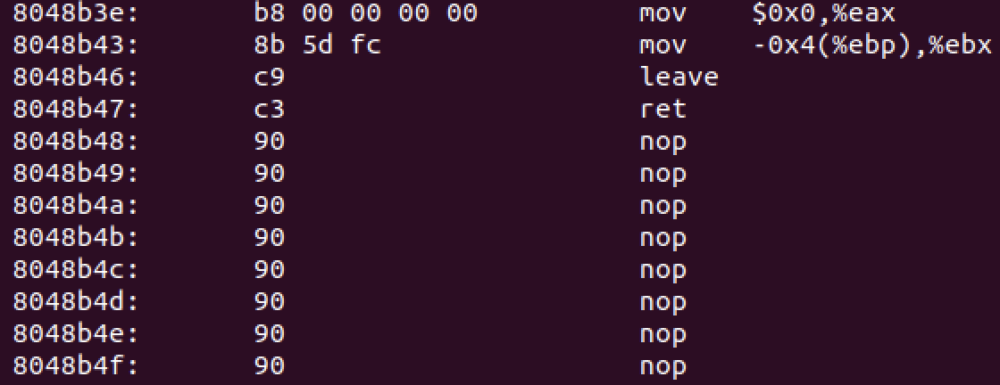 8048b3e: b8 00 00 00 00 mov $0x0,%eax
8048b43: 8b 5d fc mov -0x4(%ebp),%ebx
8048b46: c9 leave
8048b47: c3 ret
8048b48: 90 nop
8048b49: 90 nop
8048b4a: 90 nop
8048b4b: 90 nop
8048b4c: 90 nop
8048b4d: 90 nop
8048b4e: 90 nop
8048b4f: 90 nop